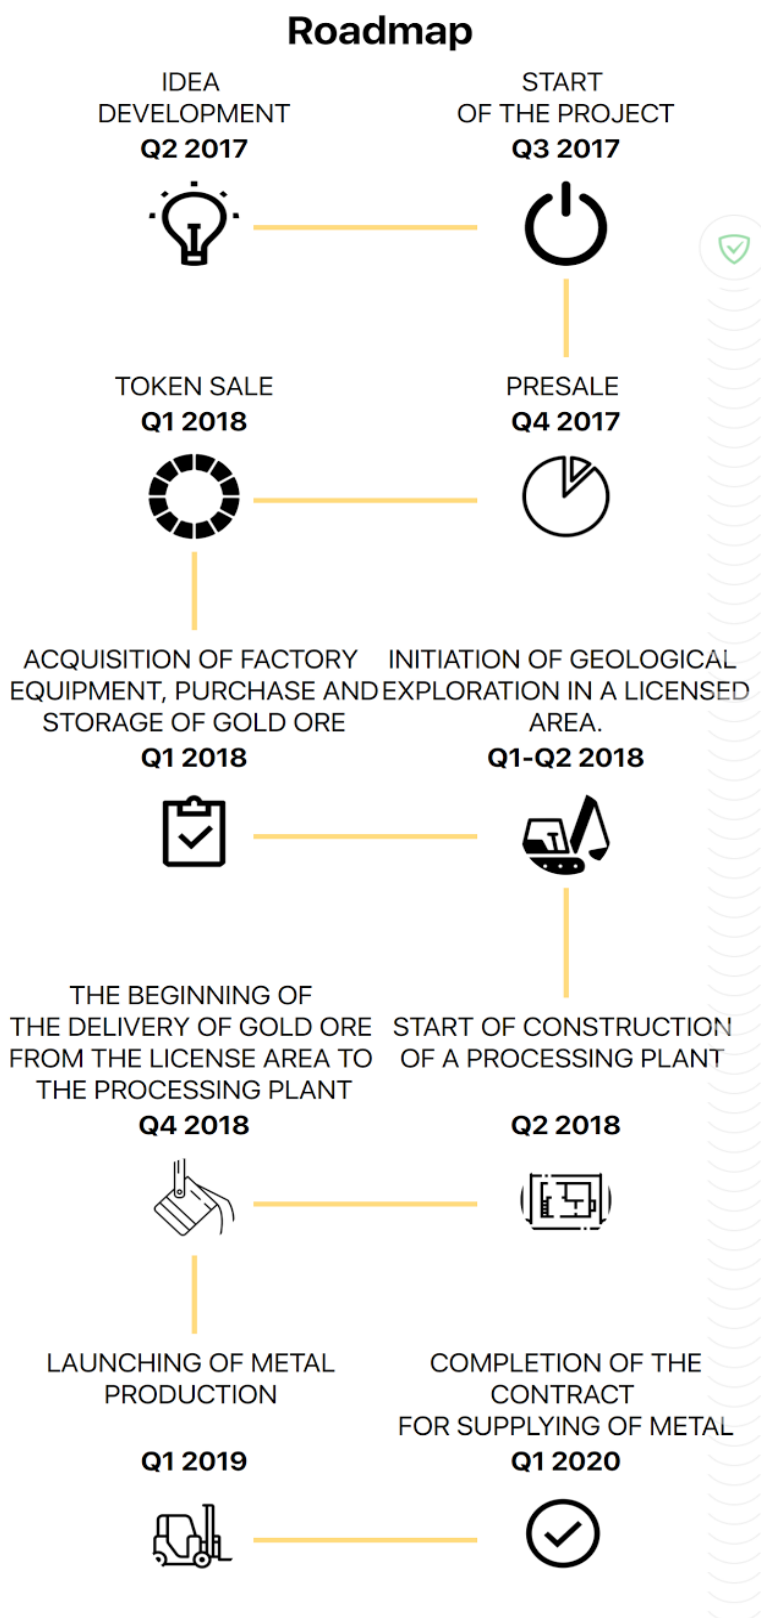 Roadmap
IDEA
DEVELOPMENT
Q2 2017
START
OF THE PROJECT
Q3 2017
TOKEN SALE
Q1 2018
PRESALE
Q4 2017
ACQUISITION OF FACTORY
EQUIPMENT, PURCHASE AND
STORAGE OF GOLD ORE
Q1 2018
INITIATION OF GEOLOGICAL
EXPLORATION IN A LICENSED
AREA.
Q1-Q2 2018
THE BEGINNING OF
THE DELIVERY OF GOLD ORE
FROM THE LICENSE AREA TO
THE PROCESSING PLANT
Q4 2018
START OF CONSTRUCTION
OF A PROCESSING PLANT
Q2 2018
LAUNCHING OF METAL
PRODUCTION
Q1 2019
COMPLETION OF THE
CONTRACT
FOR SUPPLYING OF METAL
Q1 2020